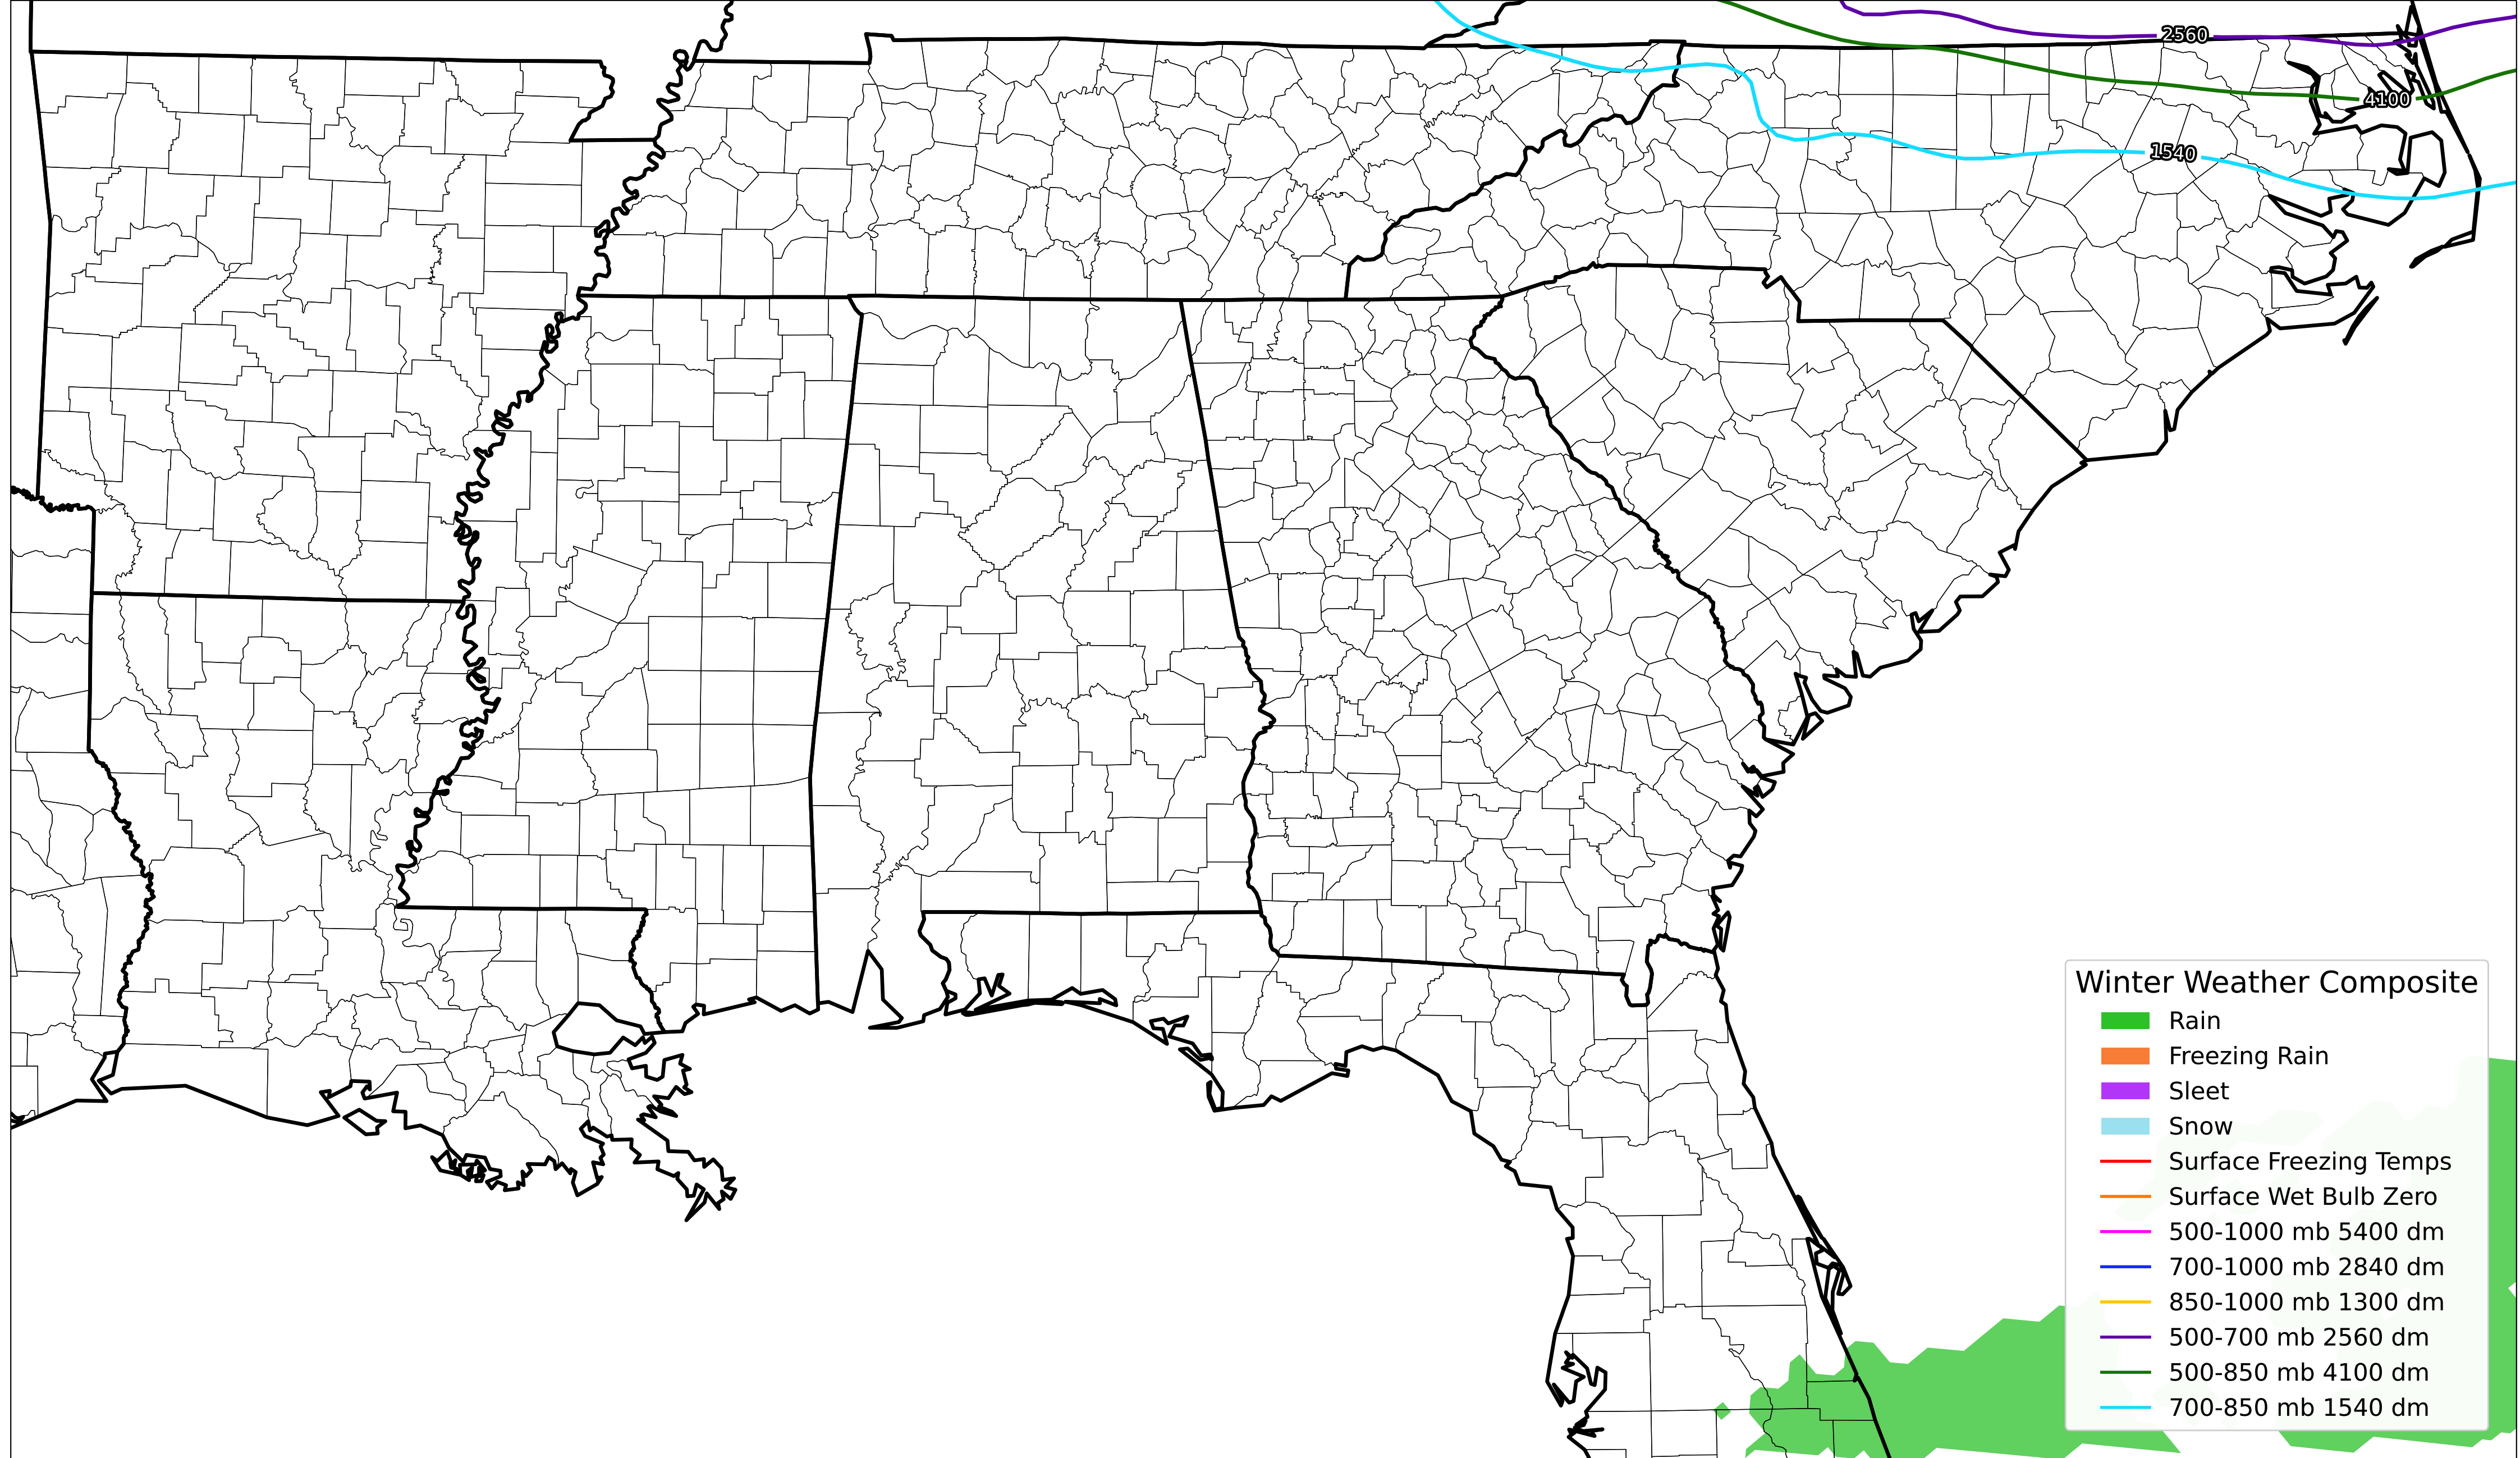 2560
4100
1540
Winter Weather Composite
Rain
Freezing Rain
Sleet
Snow
Surface Freezing Temps
Surface Wet Bulb Zero
500-1000 mb 5400 dm
700-1000 mb 2840 dm
850-1000 mb 1300 dm
500-700 mb 2560 dm
500-850 mb 4100 dm
700-850 mb 1540 dm